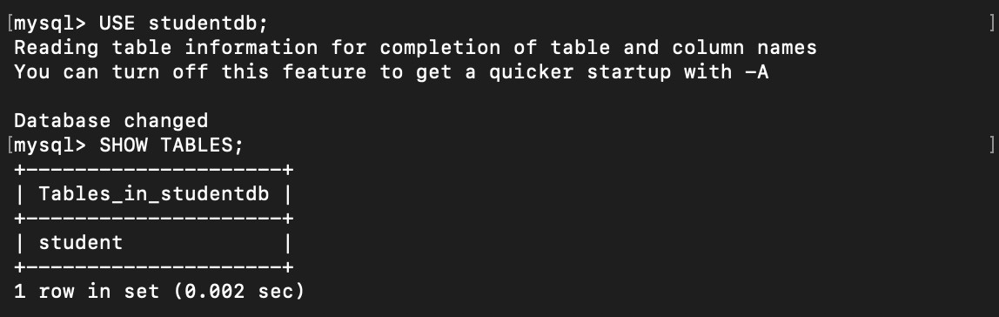 [mysql> USE studentdb; ]
Reading table information for completion of table and column names
You can turn off this feature to get a quicker startup with -A

Database changed
[mysql> SHOW TABLES; ]
+---------------------+
| Tables_in_studentdb |
+---------------------+
| student             |
+---------------------+
1 row in set (0.002 sec)